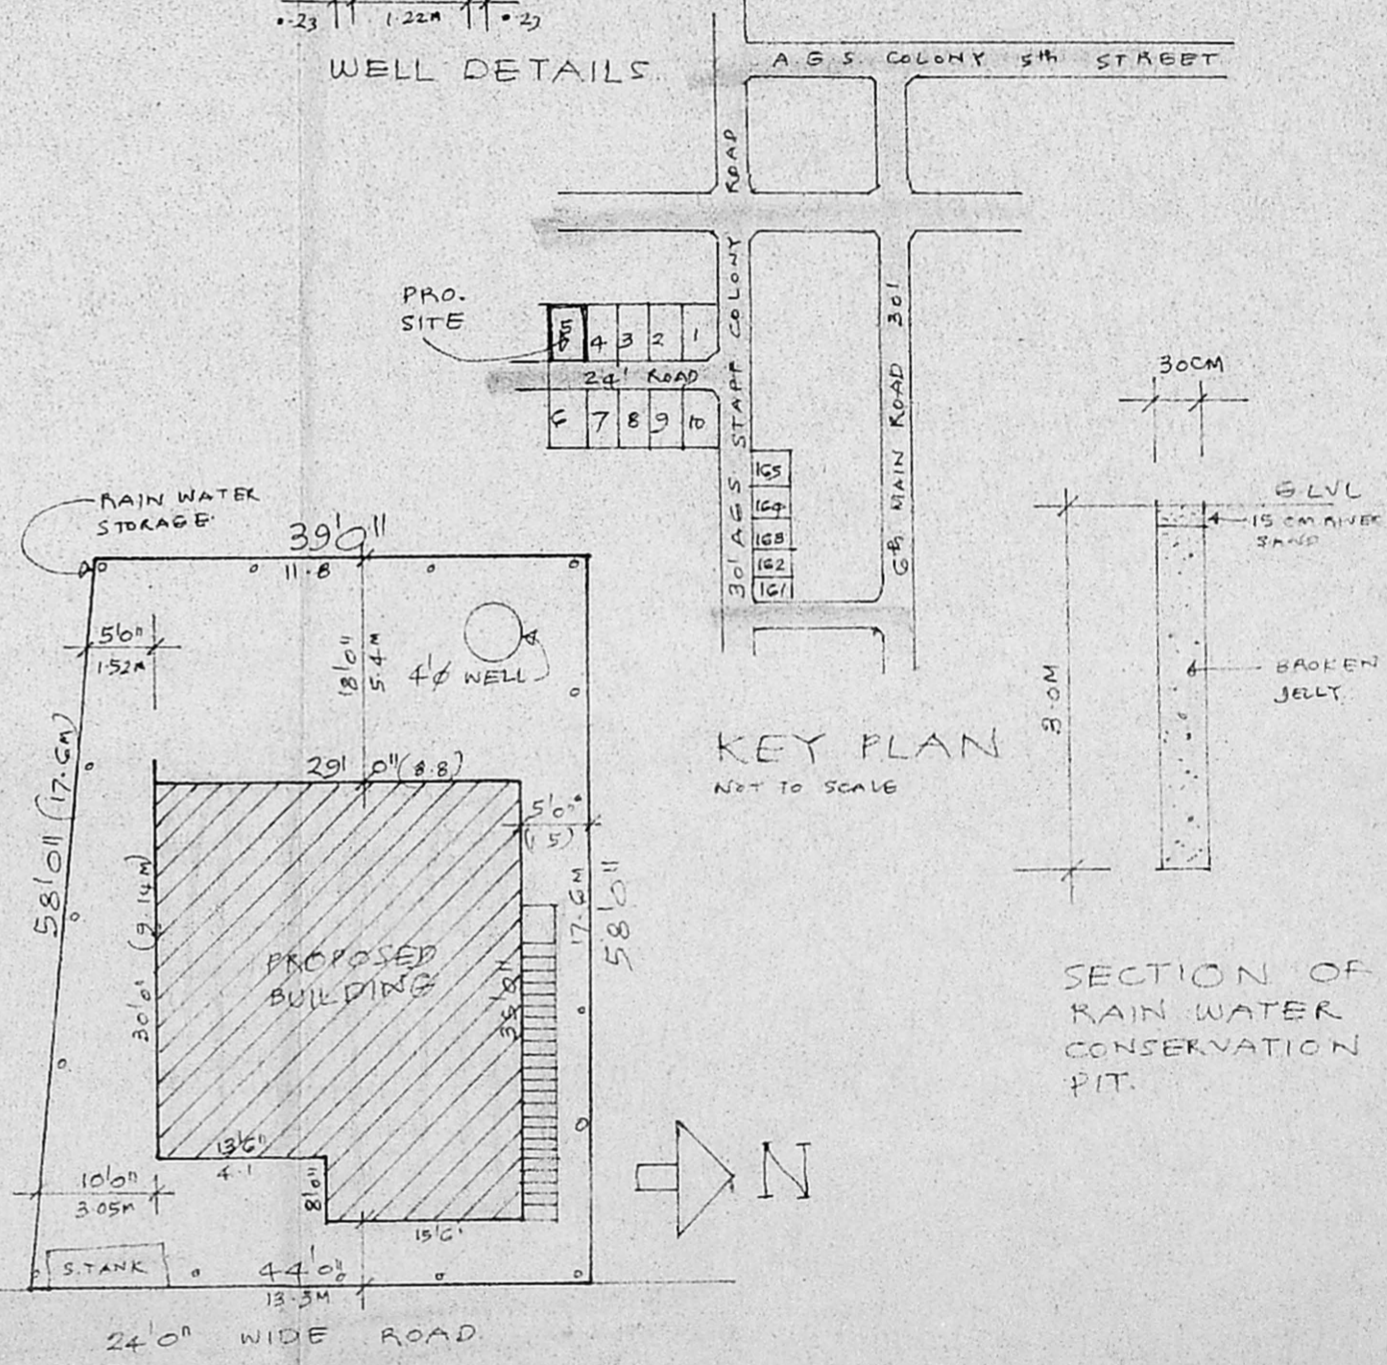 ·23 1·22M ·23
WELL DETAILS
A.G.S. COLONY 5th STREET
30' A G S STAFF COLONY ROAD
6th MAIN ROAD 30'
PRO.
SITE
5 4 3 2 1
24' ROAD
6 7 8 9 10
165
164
163
162
161
KEY PLAN
NOT TO SCALE
30CM
G.LVL
15 CM RIVER
SAND
BROKEN
JELLY
3.0M
SECTION OF
RAIN WATER
CONSERVATION
PIT.
RAIN WATER
STORAGE
39'0"
11.8
5'0"
1.52M
18'0"
5.4M
4'φ WELL
58'0" (17.6M)
29'0" (8.8)
5'0"
(1.5)
30'0" (9.14M)
PROPOSED
BUILDING
17.6M
58'0"
13'6"
4.1
8'0"
10'0"
3.05M
15'6"
S.TANK
44'0"
13.3M
N
24'0" WIDE ROAD